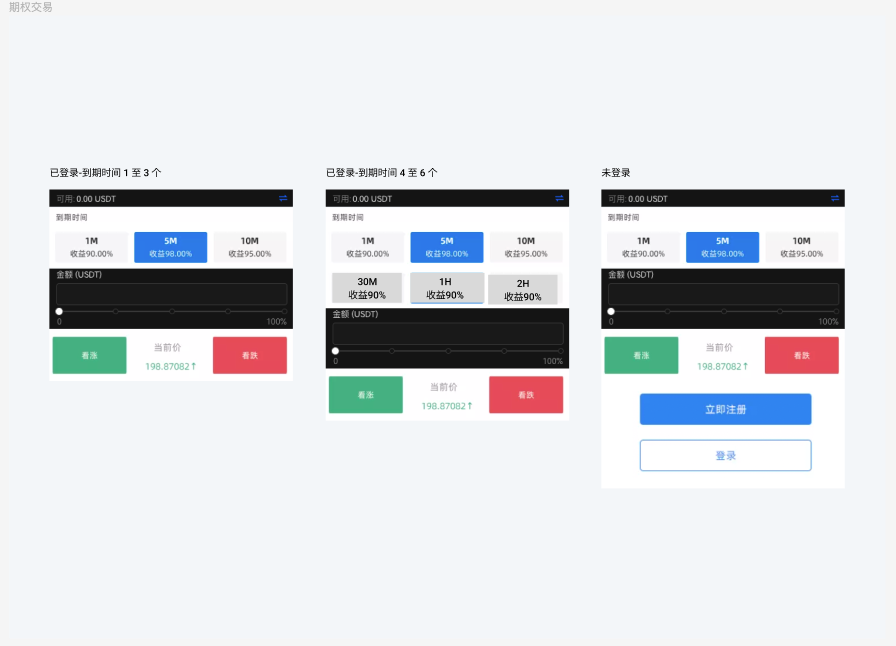 期权交易
已登录-到期时间 1 至 3 个
可用: 0.00 USDT
到期时间
1M
收益90.00%
5M
收益98.00%
10M
收益95.00%
金额 (USDT)
0
100%
看涨
当前价
198.87082↑
看跌
已登录-到期时间 4 至 6 个
可用: 0.00 USDT
到期时间
1M
收益90.00%
5M
收益98.00%
10M
收益95.00%
30M
收益90%
1H
收益90%
2H
收益90%
金额 (USDT)
0
100%
看涨
当前价
198.87082↑
看跌
未登录
可用: 0.00 USDT
到期时间
1M
收益90.00%
5M
收益98.00%
10M
收益95.00%
金额 (USDT)
0
100%
看涨
当前价
198.87082↑
看跌
立即注册
登录